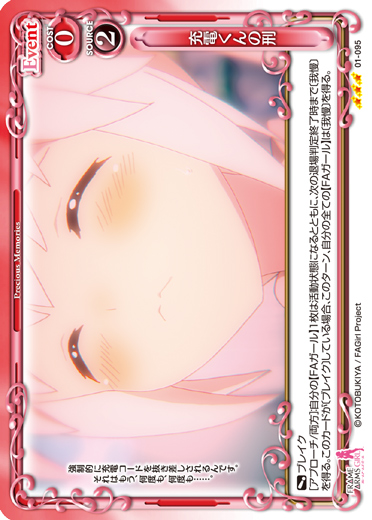 Event
COST
0
SOURCE
2
充電くんの刑
Precious Memories
強制的に充電コードを抜き差しされるんです。
それはもう、何度も、何度も……。
ブレイク
[アプローチ/両方]自分の【FAガール】1枚は活動状態になるとともに、次の退場判定終了時まで〔我慢〕
を得る。このカードが〔ブレイク〕している場合、このターン、自分の全ての【FAガール】は〔我慢〕を得る。
FRAME
ARMS GIRL
©KOTOBUKIYA / FAGirl Project
01-095